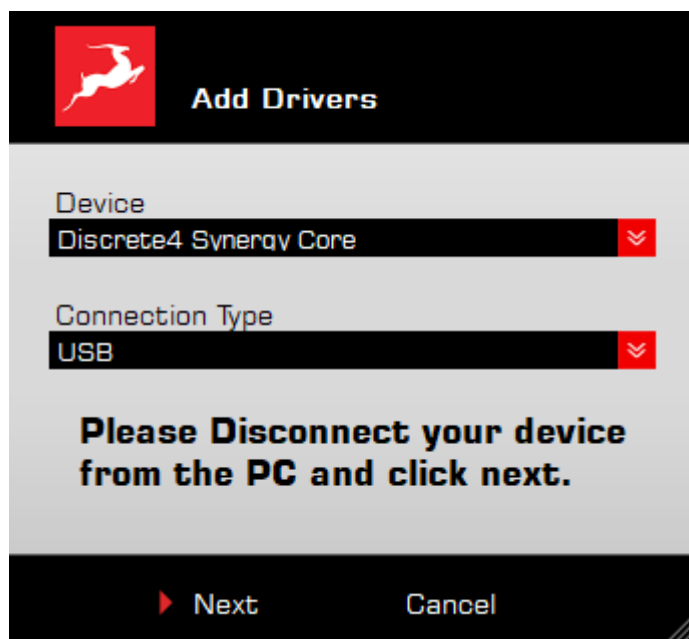 Add Drivers
Device
Discrete4 Synergy Core
Connection Type
USB
Please Disconnect your device
from the PC and click next.
Next
Cancel